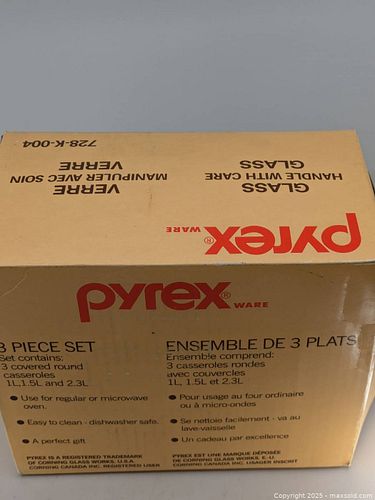 728-K-004
GLASS
HANDLE WITH CARE
GLASS
VERRE
MANIPULER AVEC SOIN
VERRE
pyrex® WARE
pyrex® WARE
3 PIECE SET
Set contains:
3 covered round
casseroles
1L,1.5L and 2.3L
● Use for regular or microwave
oven.
● Easy to clean - dishwasher safe.
● A perfect gift
PYREX IS A REGISTERED TRADEMARK
OF CORNING GLASS WORKS, U.S.A.
CORNING CANADA INC. REGISTERED USER
ENSEMBLE DE 3 PLATS
Ensemble comprend:
3 casseroles rondes
avec couvercles
1L, 1.5L et 2.3L
● Pour usage au four ordinaire
ou à micro-ondes
● Se nettoie facilement - va au
lave-vaisselle
● Un cadeau par excellence
PYREX EST UNE MARQUE DÉPOSÉE
DE CORNING GLASS WORKS, E.-U.
CORNING CANADA INC. USAGER INSCRIT
Copyright 2025 - maxsold.com